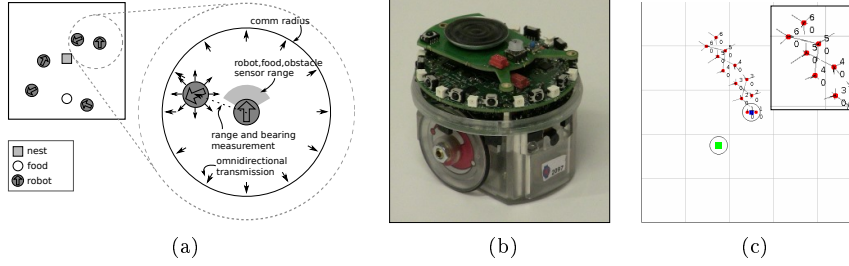 comm radius
robot,food,obstacle
sensor range
range and bearing
measurement
omnidirectional
transmission
nest
food
robot
(a)
(b)
(c)